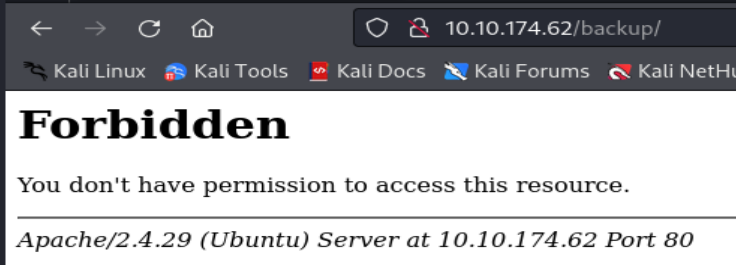 10.10.174.62/backup/
Kali Linux Kali Tools Kali Docs Kali Forums Kali NetHu
Forbidden
You don't have permission to access this resource.
Apache/2.4.29 (Ubuntu) Server at 10.10.174.62 Port 80